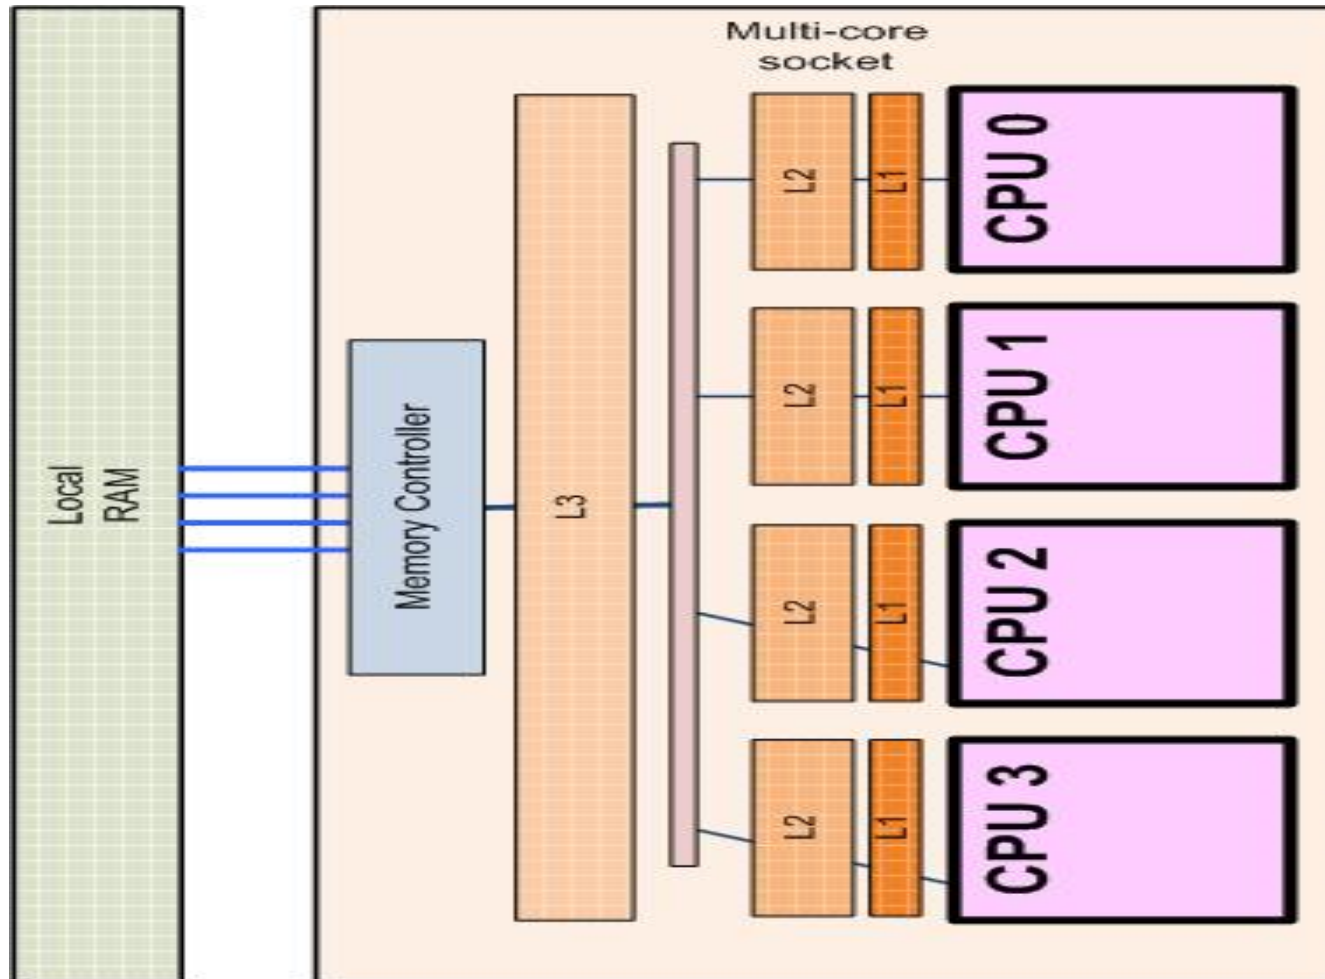 Multi-core
socket
Local
RAM
Memory Controller
L3
L2
L1
CPU 0
L2
L1
CPU 1
L2
L1
CPU 2
L2
L1
CPU 3